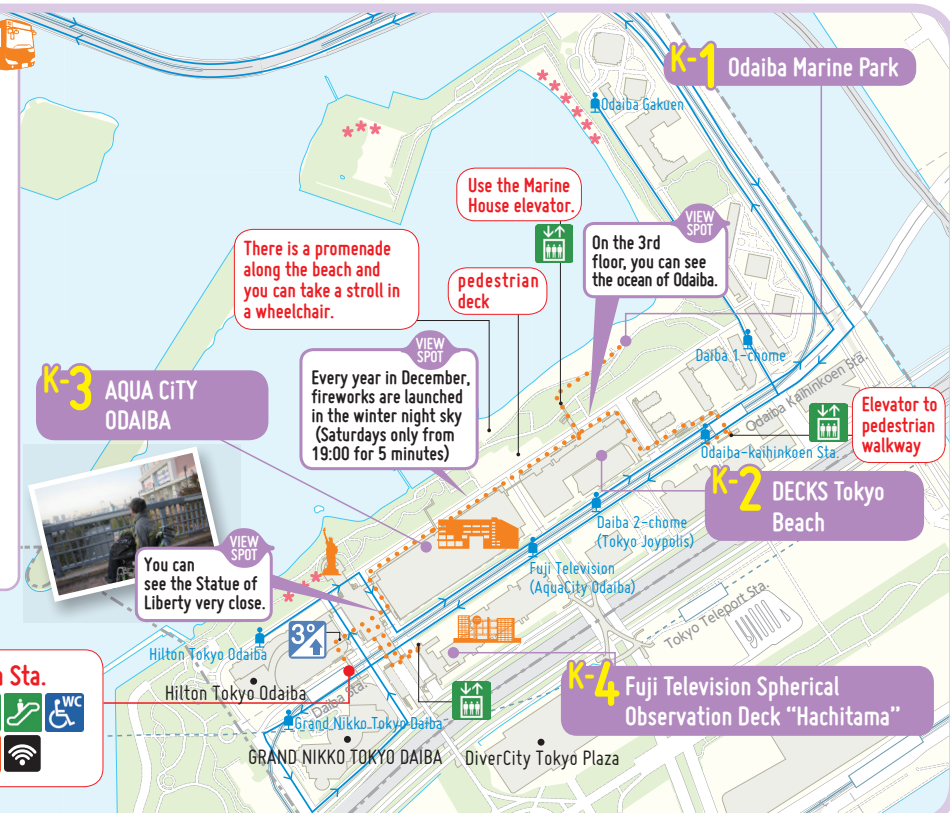 K-1 Odaiba Marine Park
Odaiba Gakuen
Use the Marine
House elevator.
VIEW
SPOT
On the 3rd
floor, you can see
the ocean of Odaiba.
There is a promenade
along the beach and
you can take a stroll in
a wheelchair.
pedestrian
deck
VIEW
SPOT
Every year in December,
fireworks are launched
in the winter night sky
(Saturdays only from
19:00 for 5 minutes)
Daiba 1-chome
K-3 AQUA CiTY
ODAIBA
Odaiba Kaihinkoen Sta.
Elevator to
pedestrian
walkway
Odaiba-kaihinkoen Sta.
K-2 DECKS Tokyo
Beach
Daiba 2-chome
(Tokyo Joypolis)
VIEW
SPOT
You can
see the Statue of
Liberty very close.
Fuji Television
(AquaCity Odaiba)
Tokyo Teleport Sta.
3°
Hilton Tokyo Odaiba
Sta.
WC
Hilton Tokyo Odaiba
Daiba Sta.
K-4 Fuji Television Spherical
Observation Deck “Hachitama”
Grand Nikko Tokyo Daiba
GRAND NIKKO TOKYO DAIBA
DiverCity Tokyo Plaza